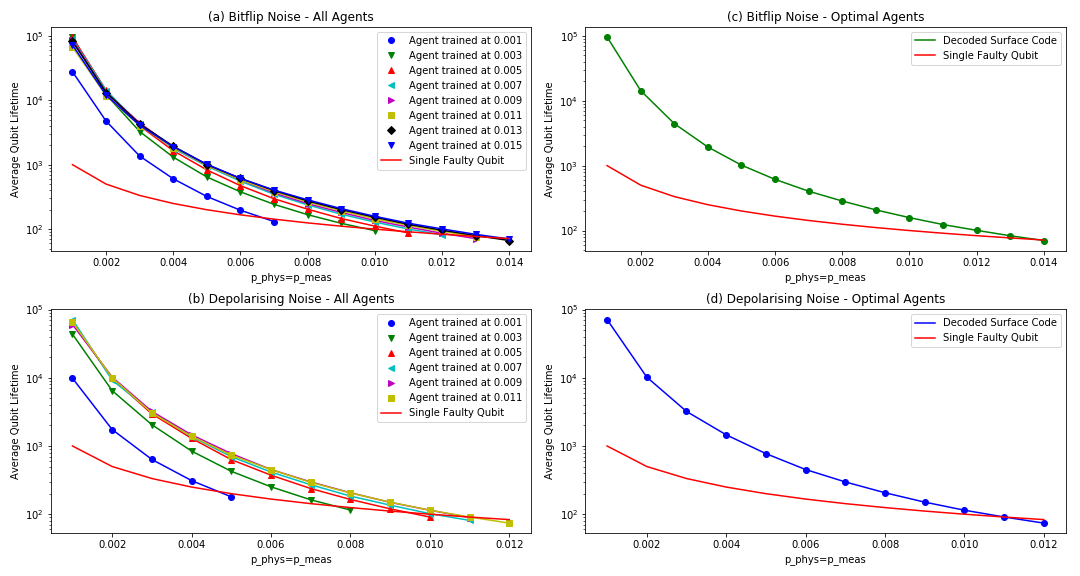 (a) Bitflip Noise - All Agents
Average Qubit Lifetime
10^5
10^4
10^3
10^2
Agent trained at 0.001
Agent trained at 0.003
Agent trained at 0.005
Agent trained at 0.007
Agent trained at 0.009
Agent trained at 0.011
Agent trained at 0.013
Agent trained at 0.015
Single Faulty Qubit
0.002 0.004 0.006 0.008 0.010 0.012 0.014
p_phys=p_meas
(c) Bitflip Noise - Optimal Agents
Average Qubit Lifetime
10^5
10^4
10^3
10^2
Decoded Surface Code
Single Faulty Qubit
0.002 0.004 0.006 0.008 0.010 0.012 0.014
p_phys=p_meas
(b) Depolarising Noise - All Agents
Average Qubit Lifetime
10^5
10^4
10^3
10^2
Agent trained at 0.001
Agent trained at 0.003
Agent trained at 0.005
Agent trained at 0.007
Agent trained at 0.009
Agent trained at 0.011
Single Faulty Qubit
0.002 0.004 0.006 0.008 0.010 0.012
p_phys=p_meas
(d) Depolarising Noise - Optimal Agents
Average Qubit Lifetime
10^5
10^4
10^3
10^2
Decoded Surface Code
Single Faulty Qubit
0.002 0.004 0.006 0.008 0.010 0.012
p_phys=p_meas